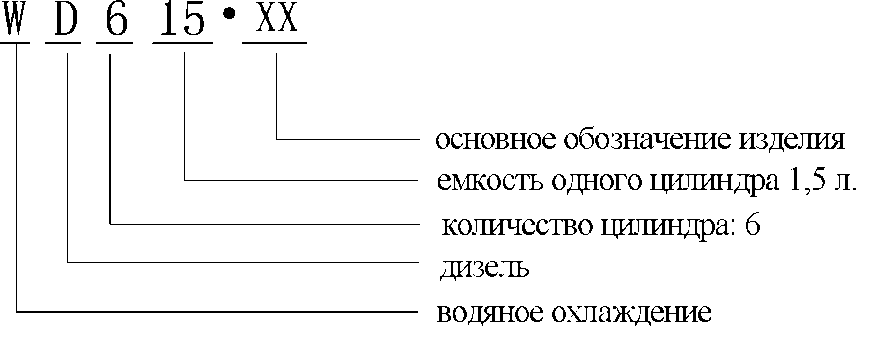 W D 6 15 • XX
основное обозначение изделия
емкость одного цилиндра 1,5 л.
количество цилиндра: 6
дизель
водяное охлаждение